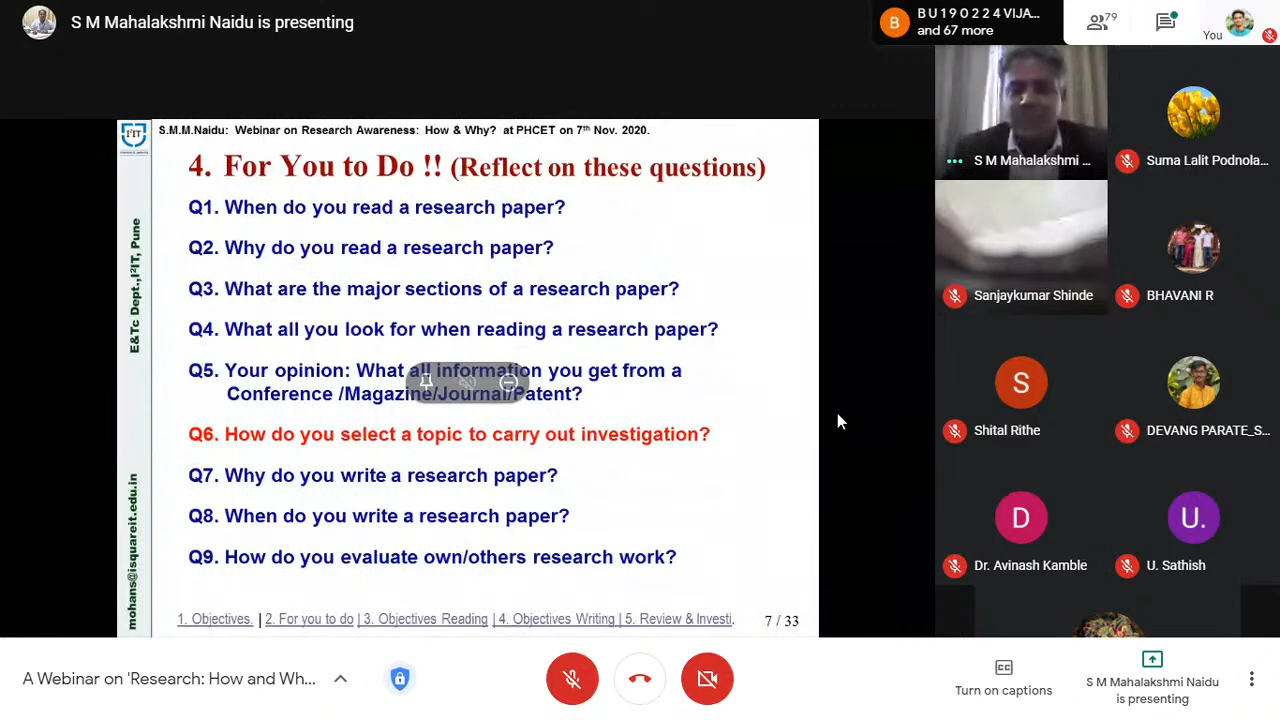 S M Mahalakshmi Naidu is presenting
B U 1 9 0 2 2 4 VIJA...
and 67 more
79
You
B
I²IT
S.M.M.Naidu: Webinar on Research Awareness: How & Why? at PHCET on 7th Nov. 2020.
4. For You to Do !! (Reflect on these questions)
Q1. When do you read a research paper?
Q2. Why do you read a research paper?
Q3. What are the major sections of a research paper?
Q4. What all you look for when reading a research paper?
Q5. Your opinion: What all information you get from a
Conference /Magazine/Journal/Patent?
Q6. How do you select a topic to carry out investigation?
Q7. Why do you write a research paper?
Q8. When do you write a research paper?
Q9. How do you evaluate own/others research work?
1. Objectives. | 2. For you to do | 3. Objectives Reading | 4. Objectives Writing | 5. Review & Investi.
7 / 33
E&Tc Dept.,I²IT, Pune
mohans@isquareit.edu.in
S M Mahalakshmi ...
Suma Lalit Podnola...
Sanjaykumar Shinde
BHAVANI R
S
Shital Rithe
DEVANG PARATE_S...
D
Dr. Avinash Kamble
U.
U. Sathish
A Webinar on 'Research: How and Wh...
CC
Turn on captions
S M Mahalakshmi Naidu
is presenting